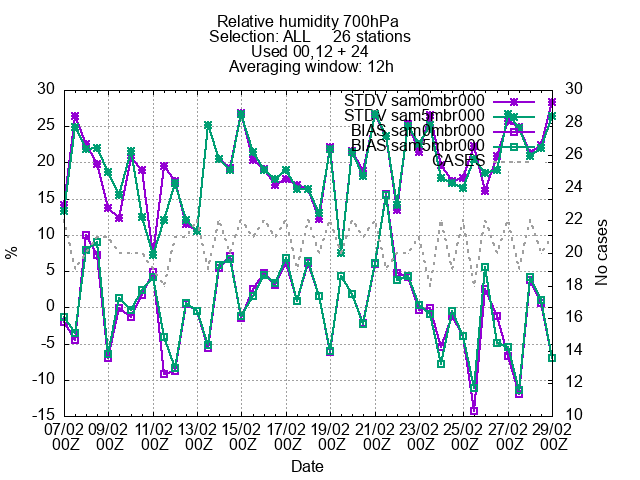 Relative humidity 700hPa
Selection: ALL 26 stations
Used 00,12 + 24
Averaging window: 12h
STDV sam0mbr000
STDV sam5mbr000
BIAS sam0mbr000
BIAS sam5mbr000
CASES
30
25
20
15
10
5
0
-5
-10
-15
%
30
28
26
24
22
20
18
16
14
12
10
No cases
07/02 09/02 11/02 13/02 15/02 17/02 19/02 21/02 23/02 25/02 27/02 29/02
00Z 00Z 00Z 00Z 00Z 00Z 00Z 00Z 00Z 00Z 00Z 00Z
Date